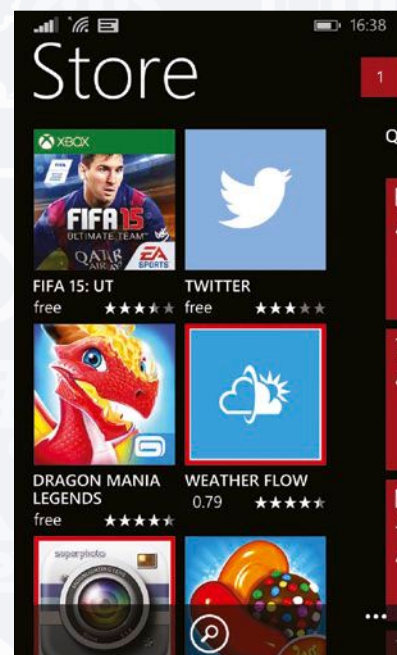 16:38
Store
1
XBOX
Q
FIFA 15
ULTIMATE TEAM
QATAR
AIRWAYS
EA
SPORTS
FIFA 15: UT
free
TWITTER
free
DRAGON MANIA
LEGENDS
free
WEATHER FLOW
0.79
superphoto